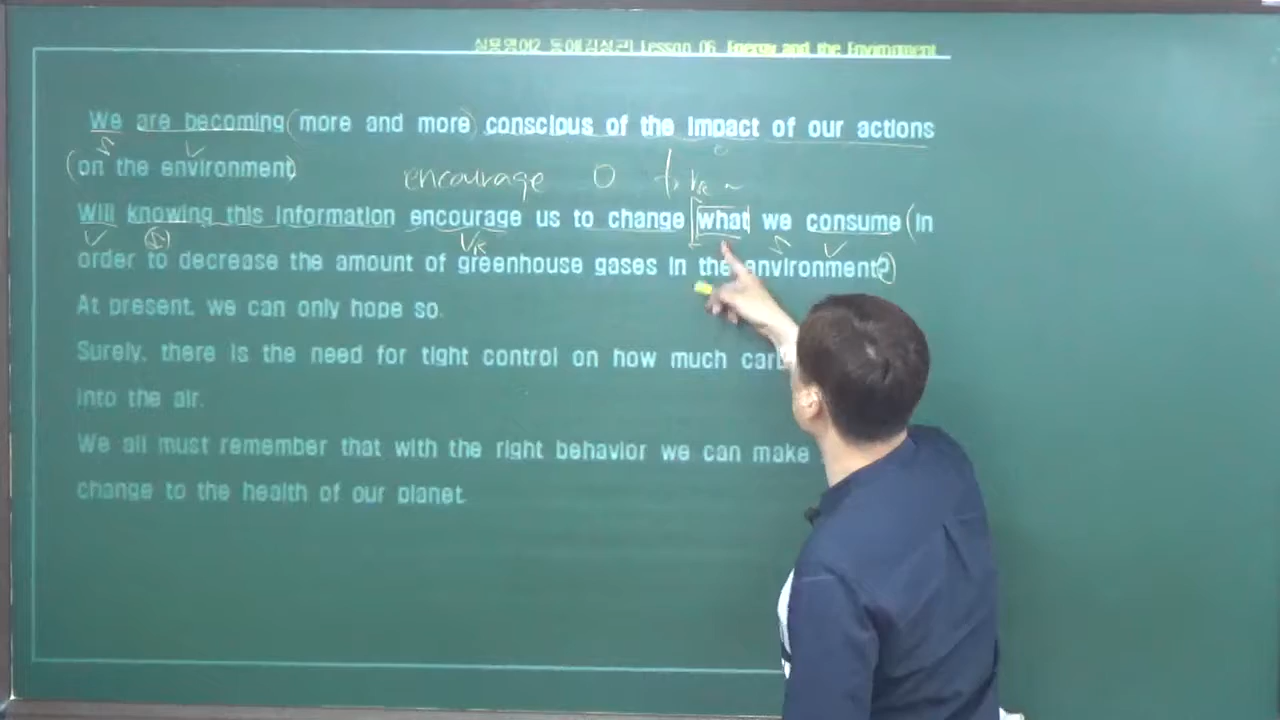 실용영어2 동아(김성곤) Lesson 06. Energy and the Environment
We are becoming (more and more) conscious of the impact of our actions
(on the environment)
encourage O to VR ~
Will knowing this information encourage us to change [what we consume (in
order to decrease the amount of greenhouse gases in the environment?)
At present, we can only hope so.
Surely, there is the need for tight control on how much
into the air.
We all must remember that with the right behavior we can make
change to the health of our planet.